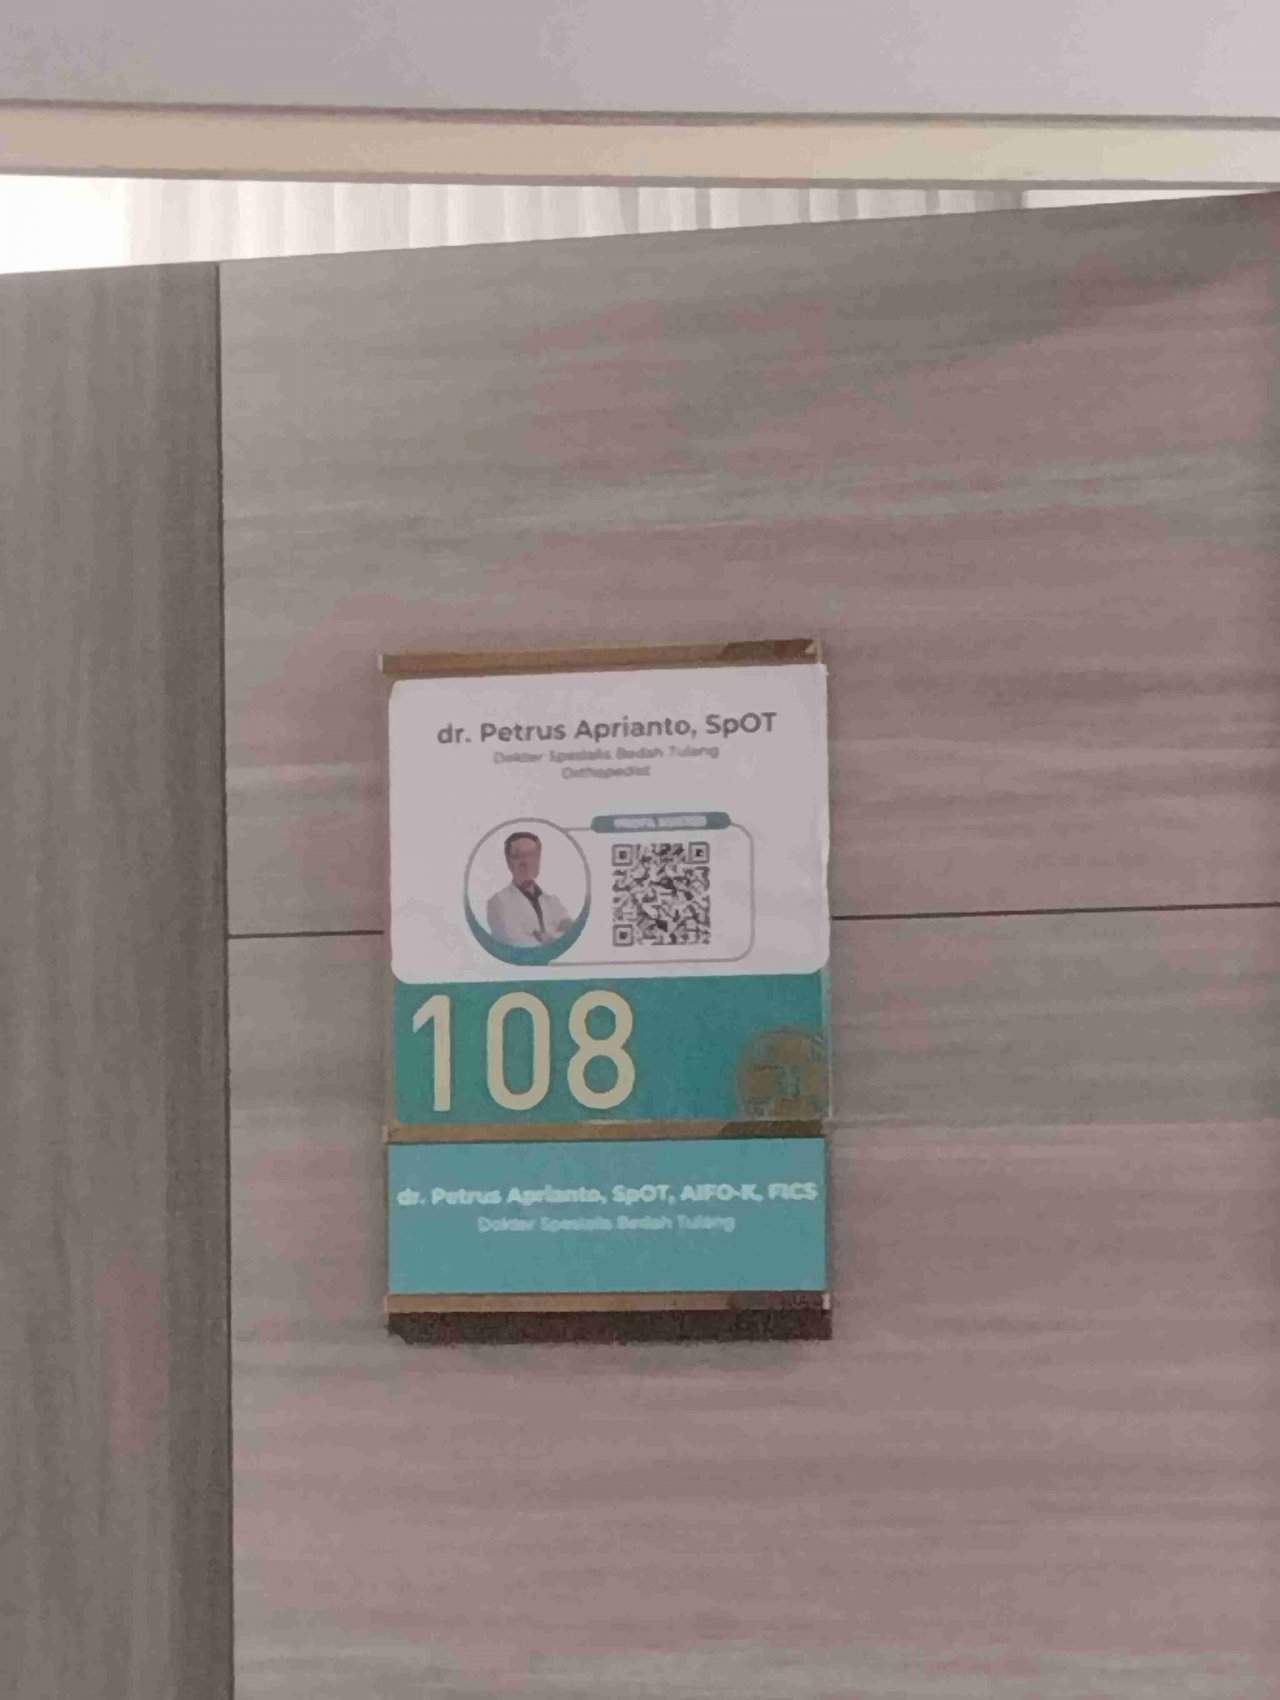 dr. Petrus Aprianto, SpOT
Dokter Spesialis Bedah Tulang
Orthopedist
108
dr. Petrus Aprianto, SpOT, AIFO-K, FICS
Dokter Spesialis Bedah Tulang